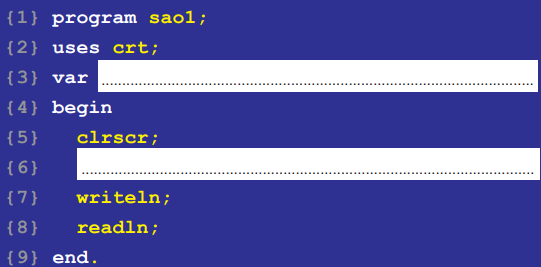 {1} program sao1;
{2} uses crt;
{3} var ....................................................................................................
{4} begin
{5} clrscr;
{6} ....................................................................................................
{7} writeln;
{8} readln;
{9} end.